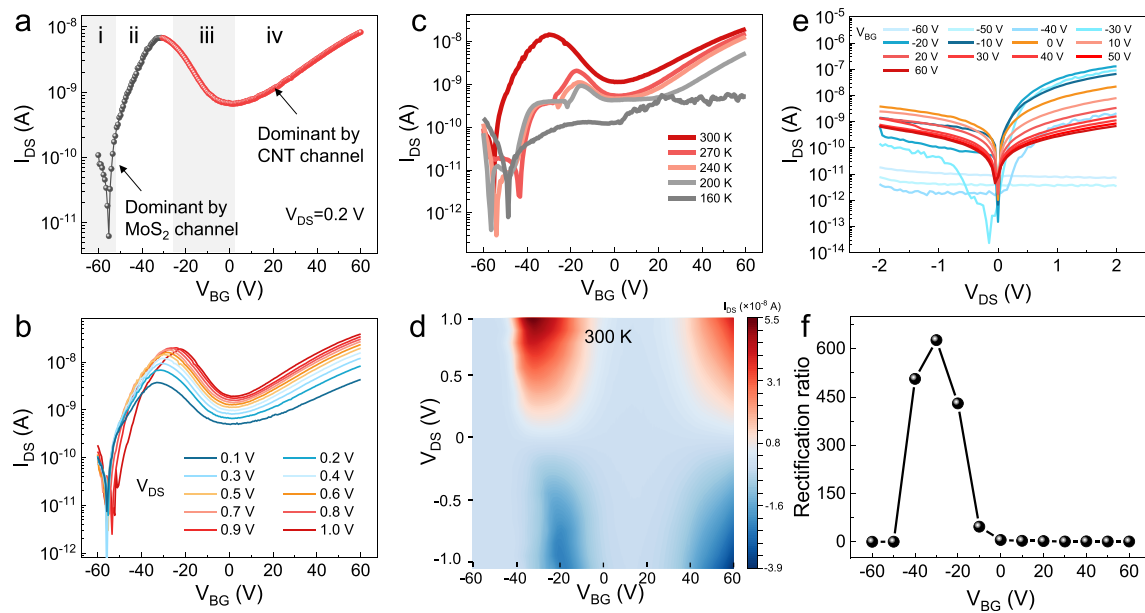 a
i
ii
iii
iv
10⁻⁸
10⁻⁹
10⁻¹⁰
10⁻¹¹
I_DS (A)
Dominant by
CNT channel
Dominant by
MoS₂ channel
V_DS=0.2 V
-60 -40 -20 0 20 40 60
V_BG (V)
b
10⁻⁸
10⁻⁹
10⁻¹⁰
10⁻¹¹
10⁻¹²
I_DS (A)
V_DS
0.1 V 0.2 V
0.3 V 0.4 V
0.5 V 0.6 V
0.7 V 0.8 V
0.9 V 1.0 V
-60 -40 -20 0 20 40 60
V_BG (V)
c
10⁻⁸
10⁻⁹
10⁻¹⁰
10⁻¹¹
10⁻¹²
I_DS (A)
300 K
270 K
240 K
200 K
160 K
-60 -40 -20 0 20 40 60
V_BG (V)
d
300 K
1.0
0.5
0
-0.5
-1.0
V_DS (V)
-60 -40 -20 0 20 40 60
V_BG (V)
I_DS (×10⁻⁸ A)
5.5
3.1
0.8
-1.6
-3.9
e
10⁻⁵
10⁻⁶
10⁻⁷
10⁻⁸
10⁻⁹
10⁻¹⁰
10⁻¹¹
10⁻¹²
10⁻¹³
10⁻¹⁴
I_DS (A)
V_BG
-60 V -50 V -40 V -30 V
-20 V -10 V 0 V 10 V
20 V 30 V 40 V 50 V
60 V
-2 -1 0 1 2
V_DS (V)
f
600
450
300
150
0
Rectification ratio
-60 -40 -20 0 20 40 60
V_BG (V)